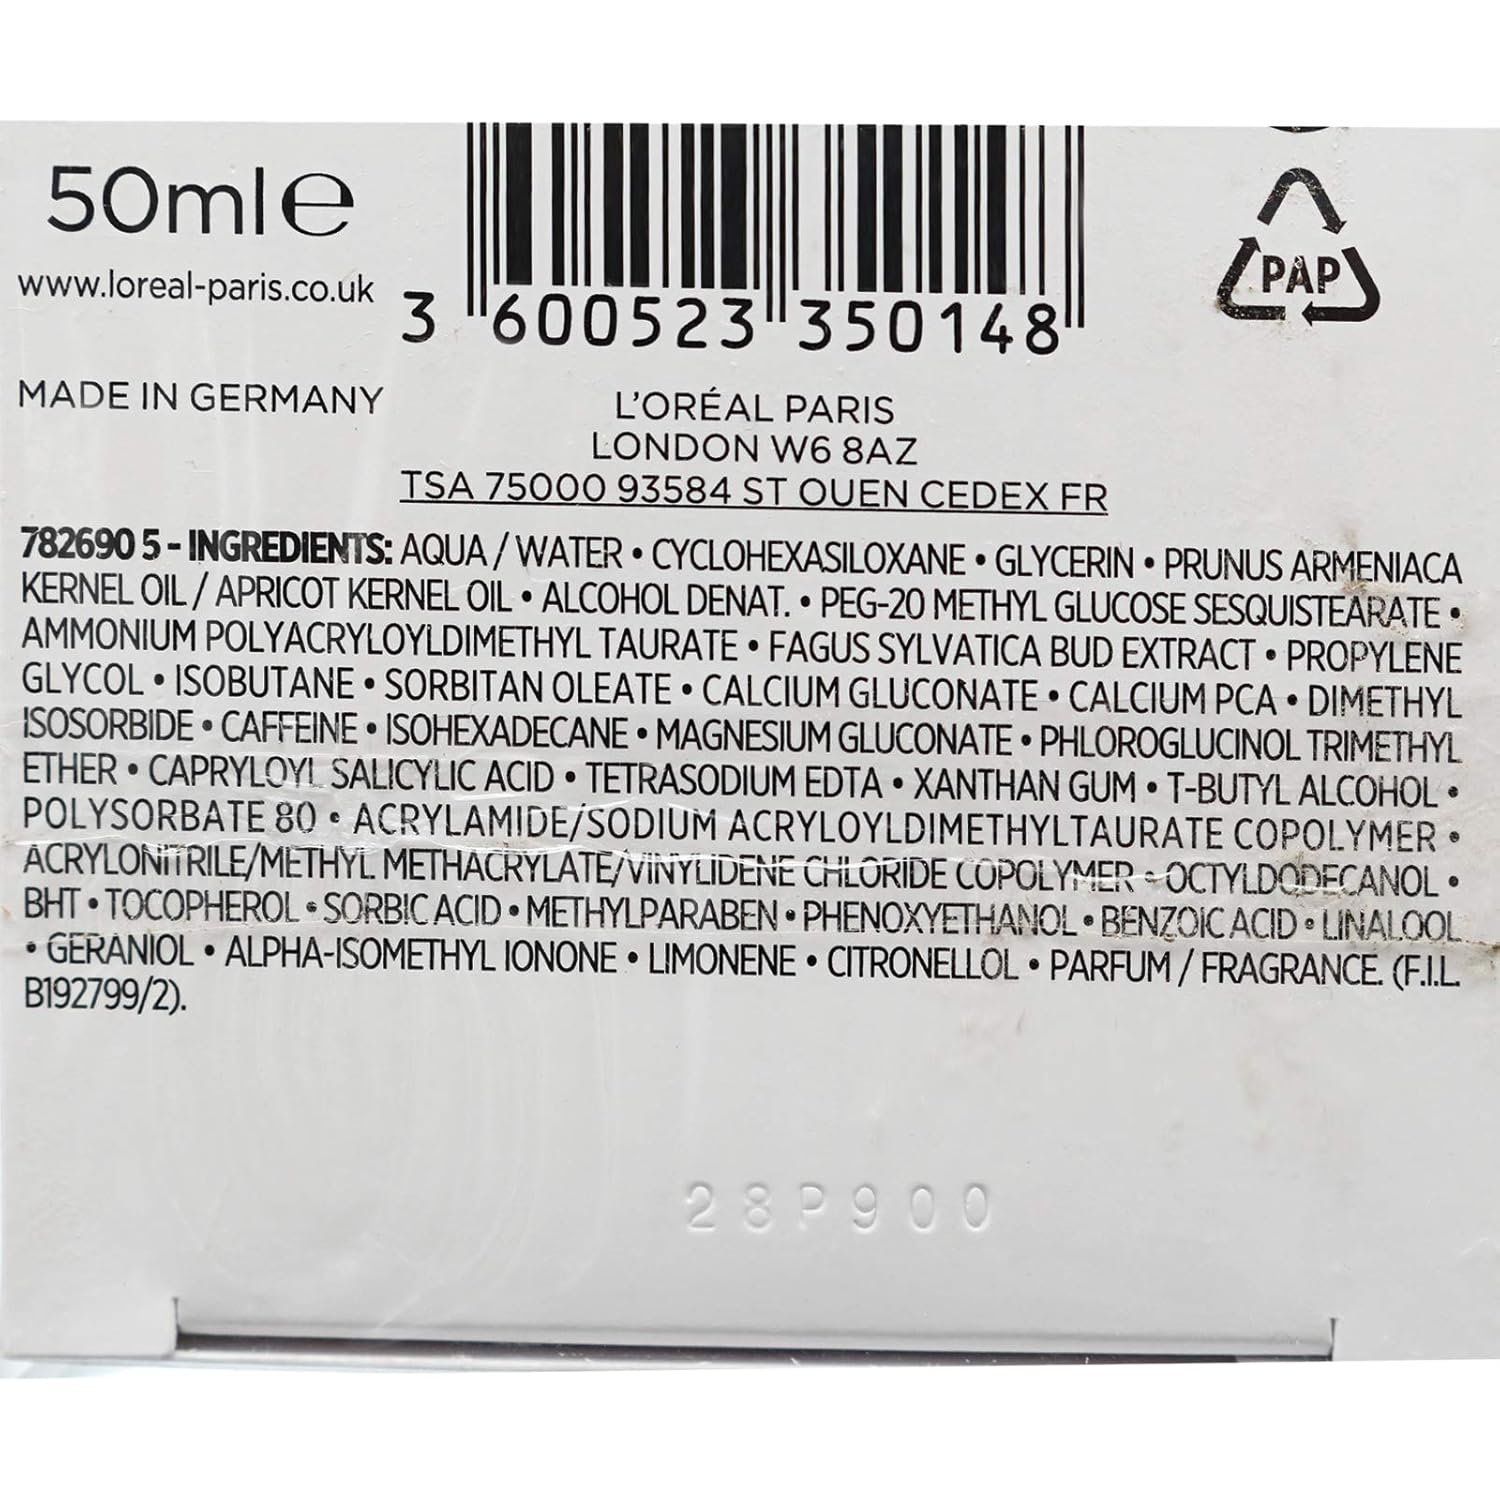 50ml ℮
www.loreal-paris.co.uk
3 600523 350148
PAP
MADE IN GERMANY
L'ORÉAL PARIS
LONDON W6 8AZ
TSA 75000 93584 ST OUEN CEDEX FR
782690 5 - INGREDIENTS: AQUA / WATER • CYCLOHEXASILOXANE • GLYCERIN • PRUNUS ARMENIACA
KERNEL OIL / APRICOT KERNEL OIL • ALCOHOL DENAT. • PEG-20 METHYL GLUCOSE SESQUISTEARATE •
AMMONIUM POLYACRYLOYLDIMETHYL TAURATE • FAGUS SYLVATICA BUD EXTRACT • PROPYLENE
GLYCOL • ISOBUTANE • SORBITAN OLEATE • CALCIUM GLUCONATE • CALCIUM PCA • DIMETHYL
ISOSORBIDE • CAFFEINE • ISOHEXADECANE • MAGNESIUM GLUCONATE • PHLOROGLUCINOL TRIMETHYL
ETHER • CAPRYLOYL SALICYLIC ACID • TETRASODIUM EDTA • XANTHAN GUM • T-BUTYL ALCOHOL •
POLYSORBATE 80 • ACRYLAMIDE/SODIUM ACRYLOYLDIMETHYLTAURATE COPOLYMER •
ACRYLONITRILE/METHYL METHACRYLATE/VINYLIDENE CHLORIDE COPOLYMER • OCTYLDODECANOL •
BHT • TOCOPHEROL • SORBIC ACID • METHYLPARABEN • PHENOXYETHANOL • BENZOIC ACID • LINALOOL
• GERANIOL • ALPHA-ISOMETHYL IONONE • LIMONENE • CITRONELLOL • PARFUM / FRAGRANCE. (F.I.L.
B192799/2).
28P900